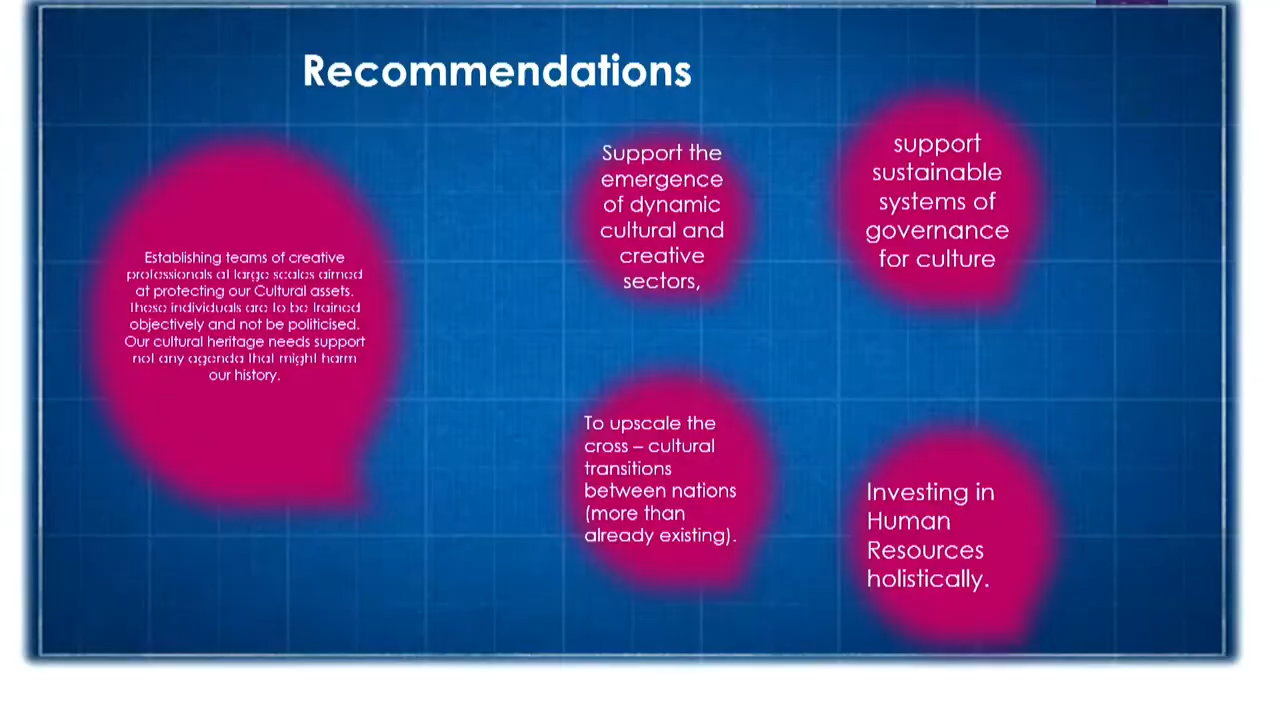 Recommendations
Establishing teams of creative
professionals at large scales aimed
at protecting our Cultural assets.
These individuals are to be trained
objectively and not be politicised.
Our cultural heritage needs support
not any agenda that might harm
our history.
Support the
emergence
of dynamic
cultural and
creative
sectors,
support
sustainable
systems of
governance
for culture
To upscale the
cross – cultural
transitions
between nations
(more than
already existing).
Investing in
Human
Resources
holistically.